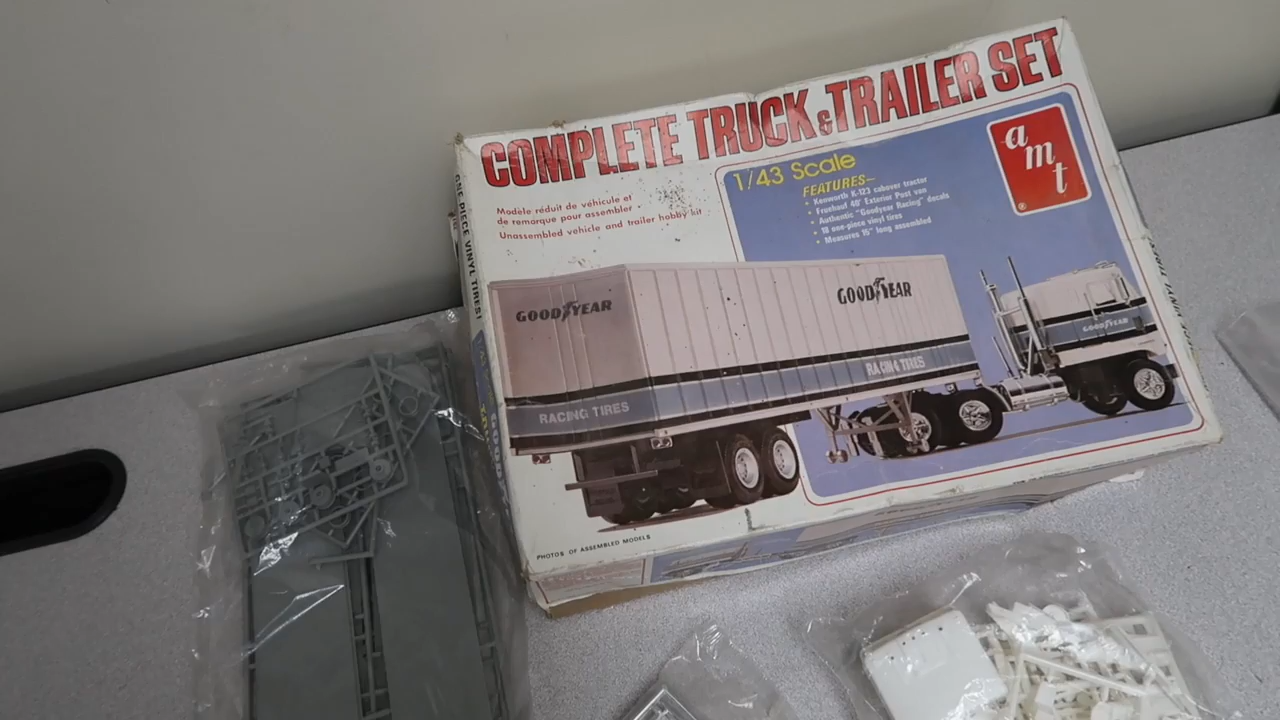 COMPLETE TRUCK & TRAILER SET
1/43 Scale
FEATURES—
• Kenworth K-123 cabover tractor
• Fruehauf 40' Exterior Post van
• Authentic "Goodyear Racing" decals
• 18 one-piece vinyl tires
• Measures 15" long assembled
amt
®
Modèle réduit de véhicule et
de remarque pour assembler
Unassembled vehicle and trailer hobby kit
GOODYEAR
GOODYEAR
GOODYEAR
RACING TIRES
RACING TIRES
PHOTOS OF ASSEMBLED MODELS
ONE PIECE VINYL TIRES!